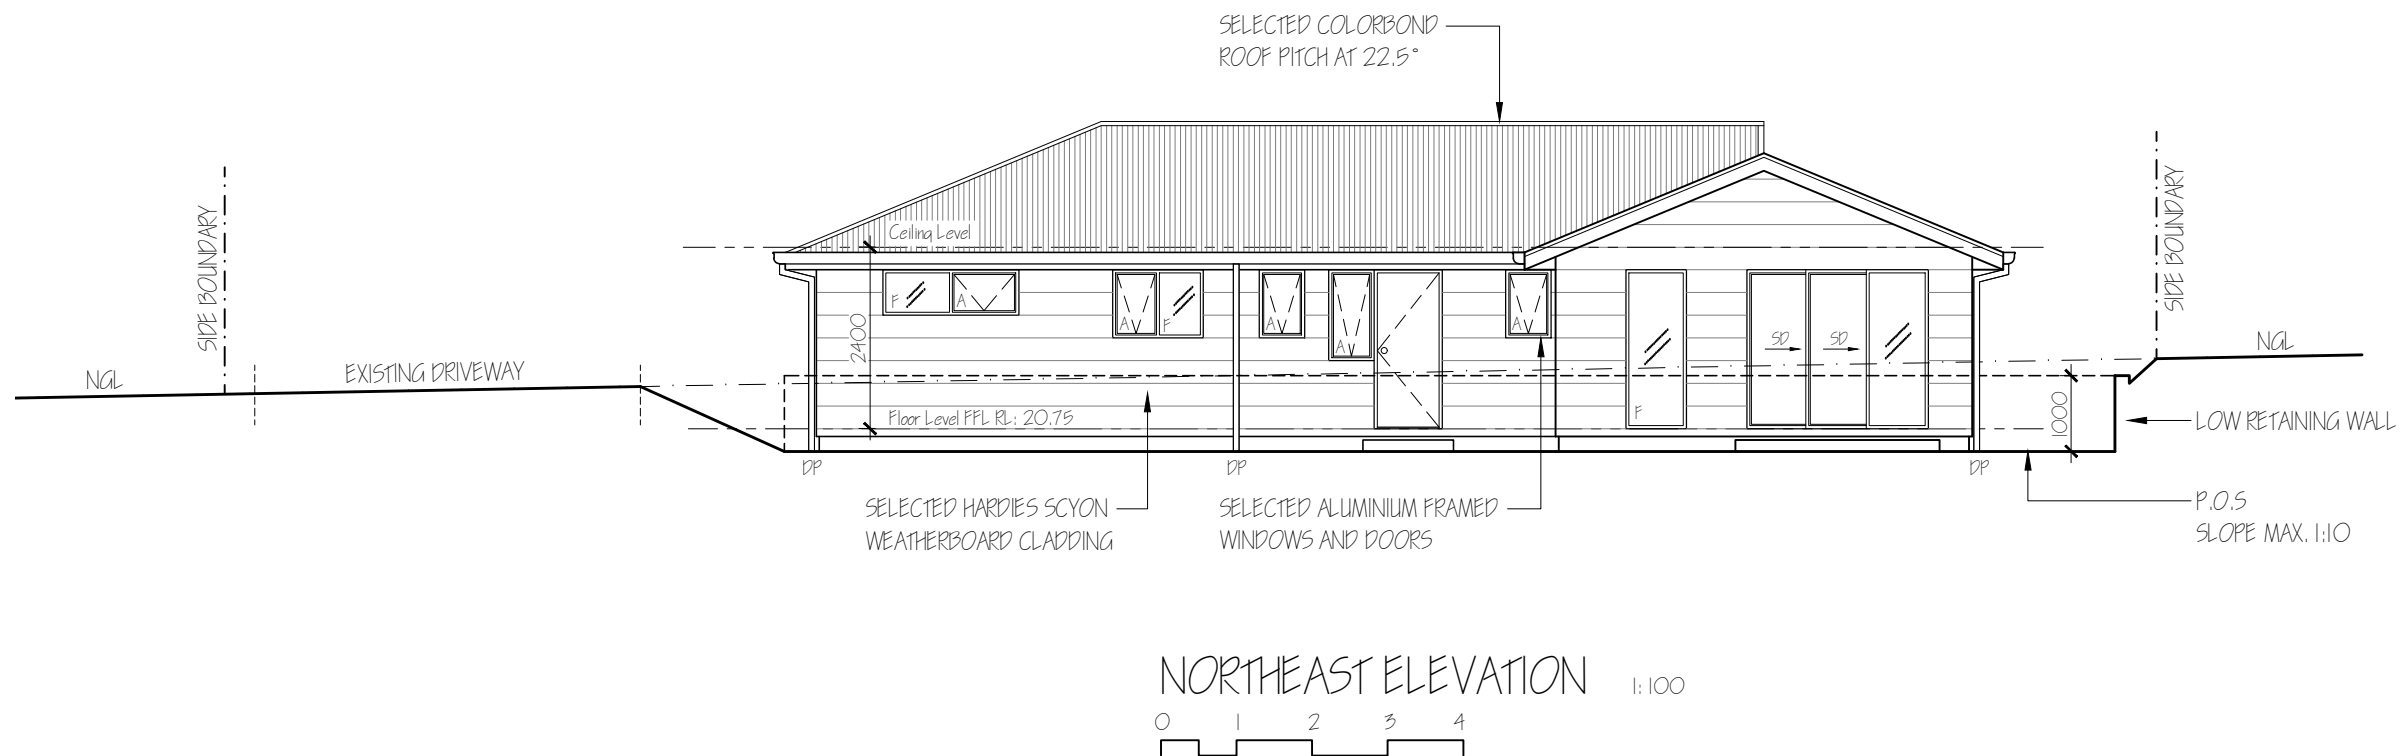 SELECTED COLORBOND
ROOF PITCH AT 22.5°
SIDE BOUNDARY
SIDE BOUNDARY
Ceiling Level
F
A
A
F
A
A
A
2400
SD
SD
F
NGL
EXISTING DRIVEWAY
NGL
Floor Level FFL RL: 20.75
1000
LOW RETAINING WALL
DP
DP
DP
SELECTED HARDIES SCYON
WEATHERBOARD CLADDING
SELECTED ALUMINIUM FRAMED
WINDOWS AND DOORS
P.O.S
SLOPE MAX. 1:10
NORTHEAST ELEVATION 1:100
0 1 2 3 4